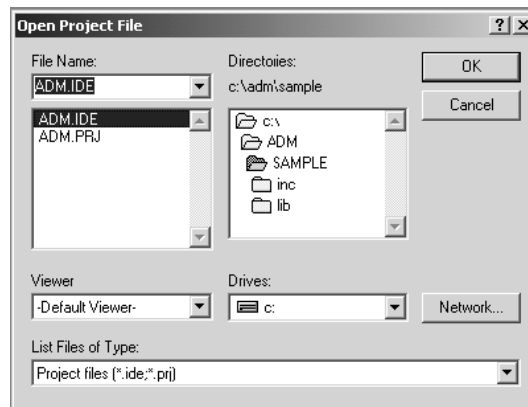 Open Project File
File Name:
ADM.IDE
ADM.IDE
ADM.PRJ
Directories:
c:\adm\sample
c:\
ADM
SAMPLE
inc
lib
OK
Cancel
Viewer
-Default Viewer-
Drives:
c:
Network...
List Files of Type:
Project files (*.ide;*.prj)